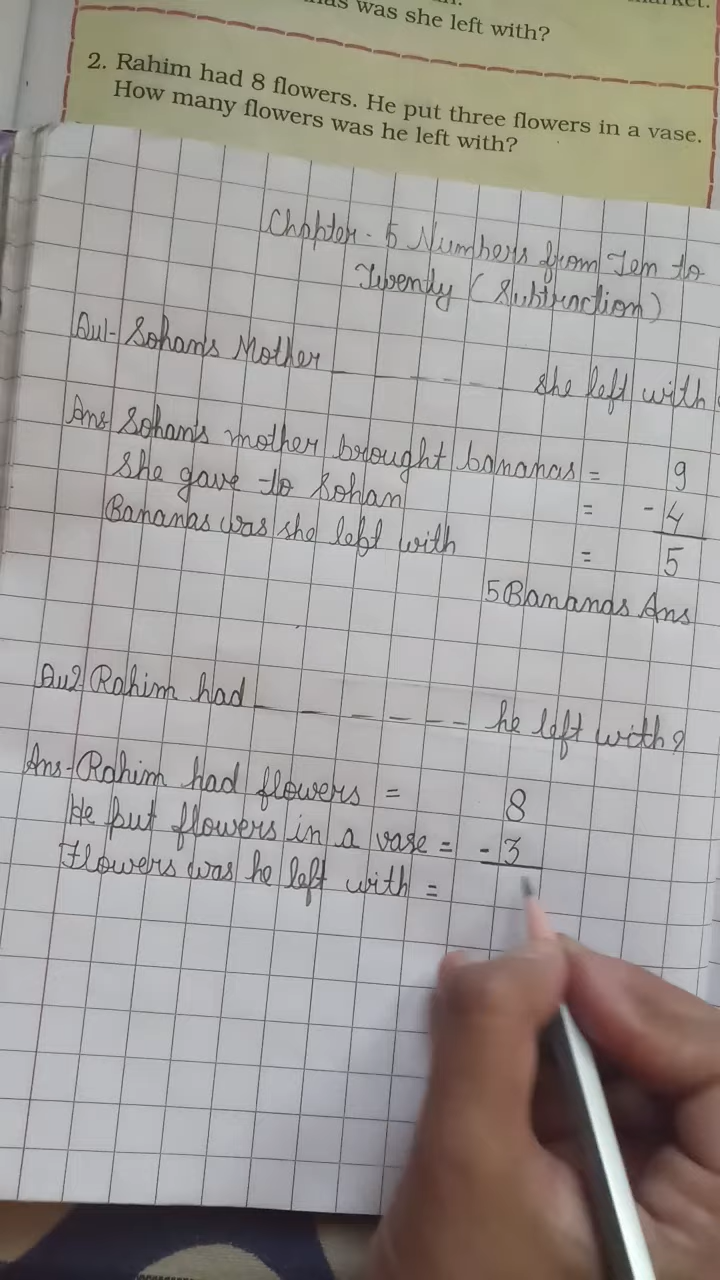 was she left with?
2. Rahim had 8 flowers. He put three flowers in a vase.
How many flowers was he left with?
Chapter - 5 Numbers from Ten to
Twenty (Subtraction)
Qu1- Sohan's Mother _ _ _ _ _ she left with
Ans Sohan's mother brought bananas = 9
She gave to Sohan = - 4
Bananas was she left with = 5
5 Bananas Ans
Qu2 Rahim had _ _ _ _ _ _ he left with?
Ans- Rahim had flowers = 8
He put flowers in a vase = - 3
Flowers was he left with =